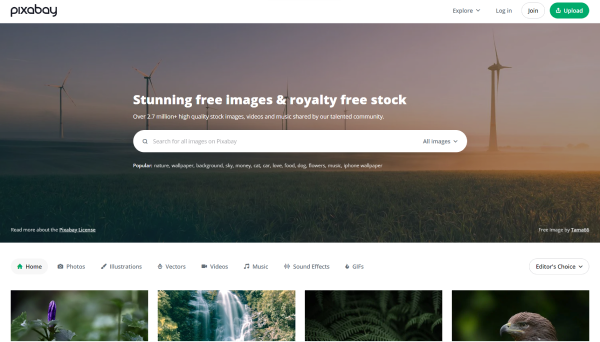 pixabay
Explore
Log in
Join
Upload
Stunning free images & royalty free stock
Over 2.7 million+ high quality stock images, videos and music shared by our talented community.
Search for all images on Pixabay
All images
Popular: nature, wallpaper, background, sky, money, cat, car, love, food, dog, flowers, music, iphone wallpaper
Read more about the Pixabay License
Free image by Tama66
Home
Photos
Illustrations
Vectors
Videos
Music
Sound Effects
GIFs
Editor's Choice